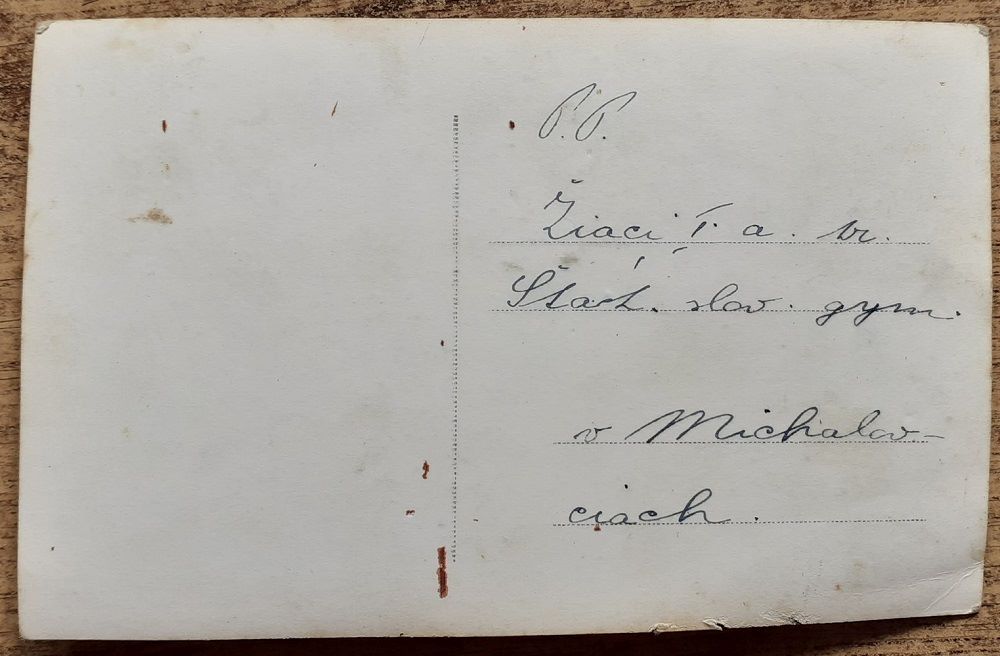 P.P.
Žiaci I. a. tr.
Štát. slov. gym.
v Michalov-
ciach.